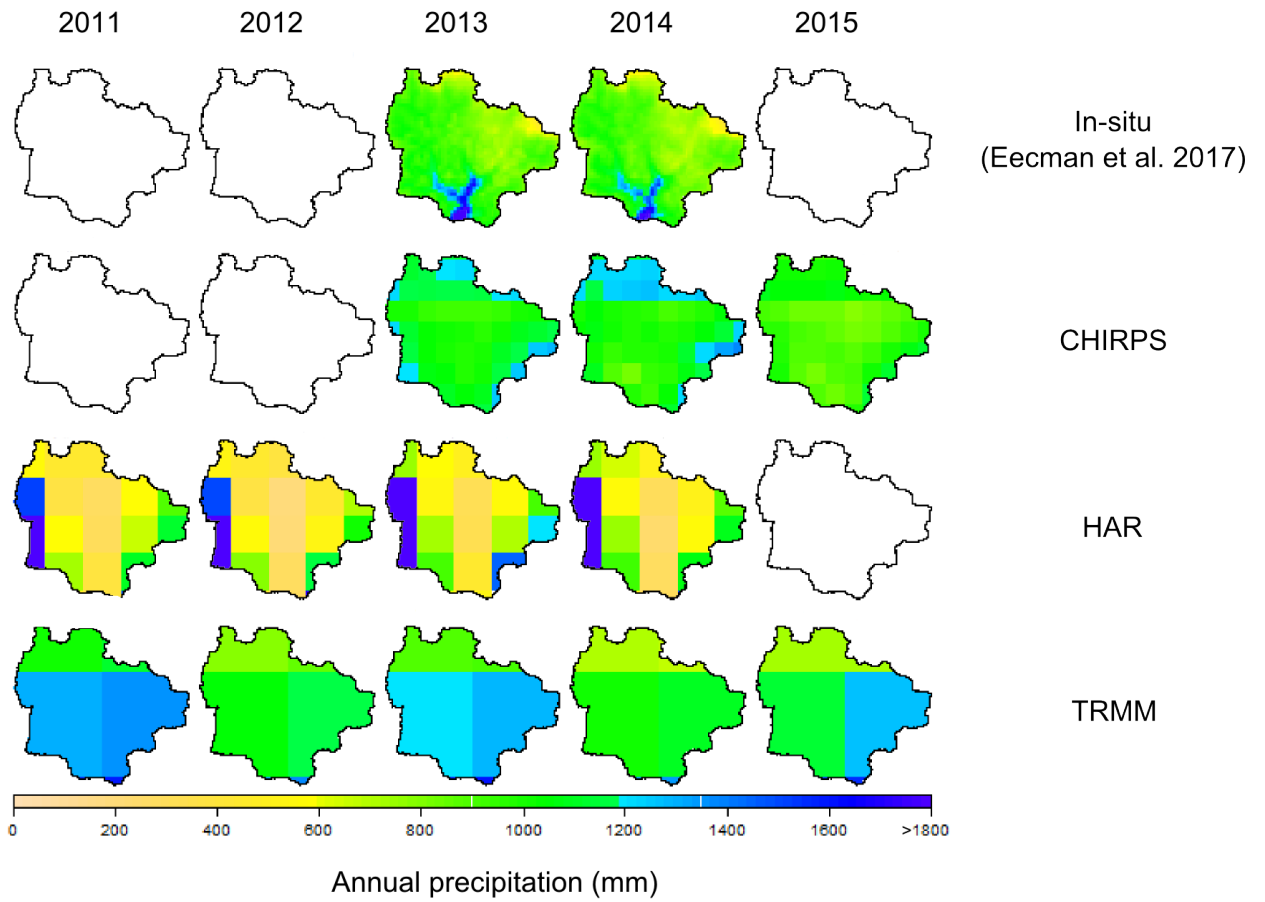 2011 2012 2013 2014 2015
In-situ
(Eecman et al. 2017)
CHIRPS
HAR
TRMM
0 200 400 600 800 1000 1200 1400 1600 >1800
Annual precipitation (mm)